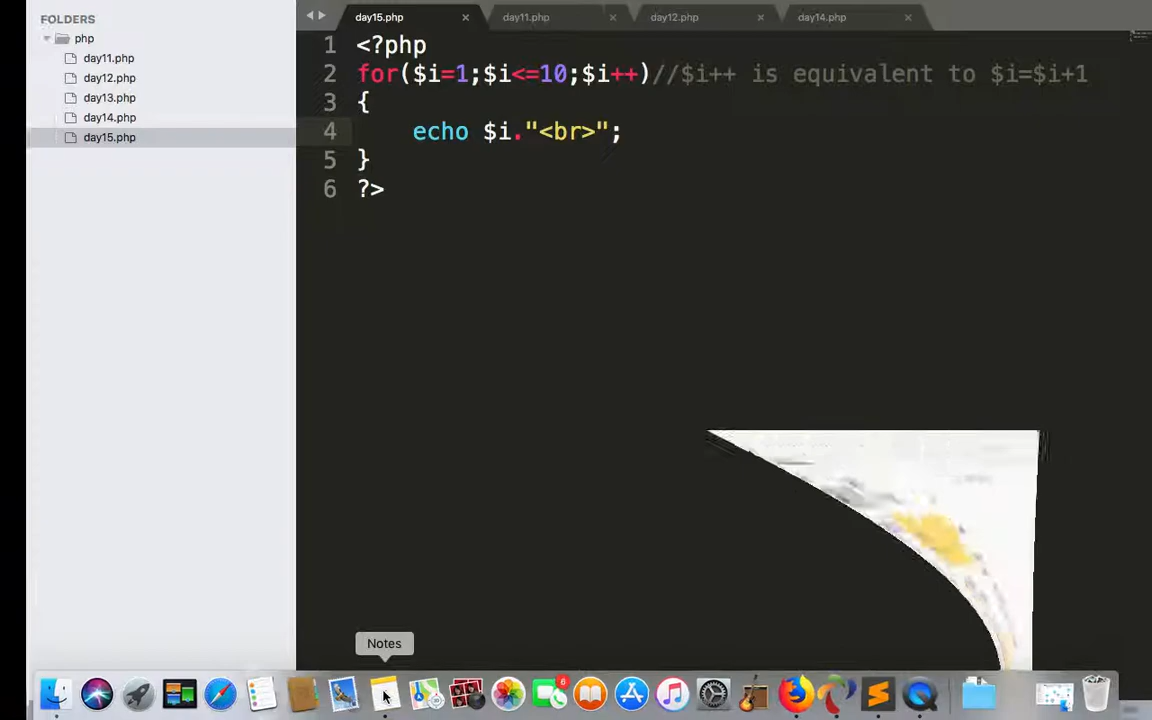 FOLDERS
php
day11.php
day12.php
day13.php
day14.php
day15.php
day15.php
day11.php
day12.php
day14.php
1 <?php
2 for($i=1;$i<=10;$i++)//$i++ is equivalent to $i=$i+1
3 {
4 echo $i."<br>";
5 }
6 ?>
Notes
6